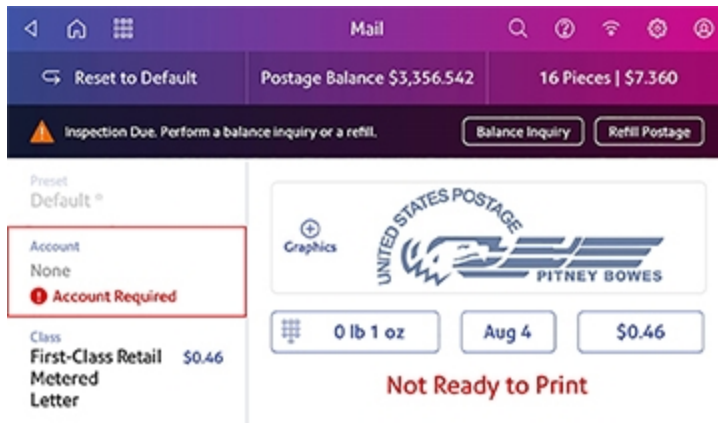 Mail
Reset to Default
Postage Balance $3,356.542
16 Pieces | $7.360
Inspection Due. Perform a balance inquiry or a refill.
Balance Inquiry
Refill Postage
Preset
Default
Account
None
Account Required
Class
First-Class Retail $0.46
Metered
Letter
Graphics
UNITED STATES POSTAGE
PITNEY BOWES
0 lb 1 oz
Aug 4
$0.46
Not Ready to Print